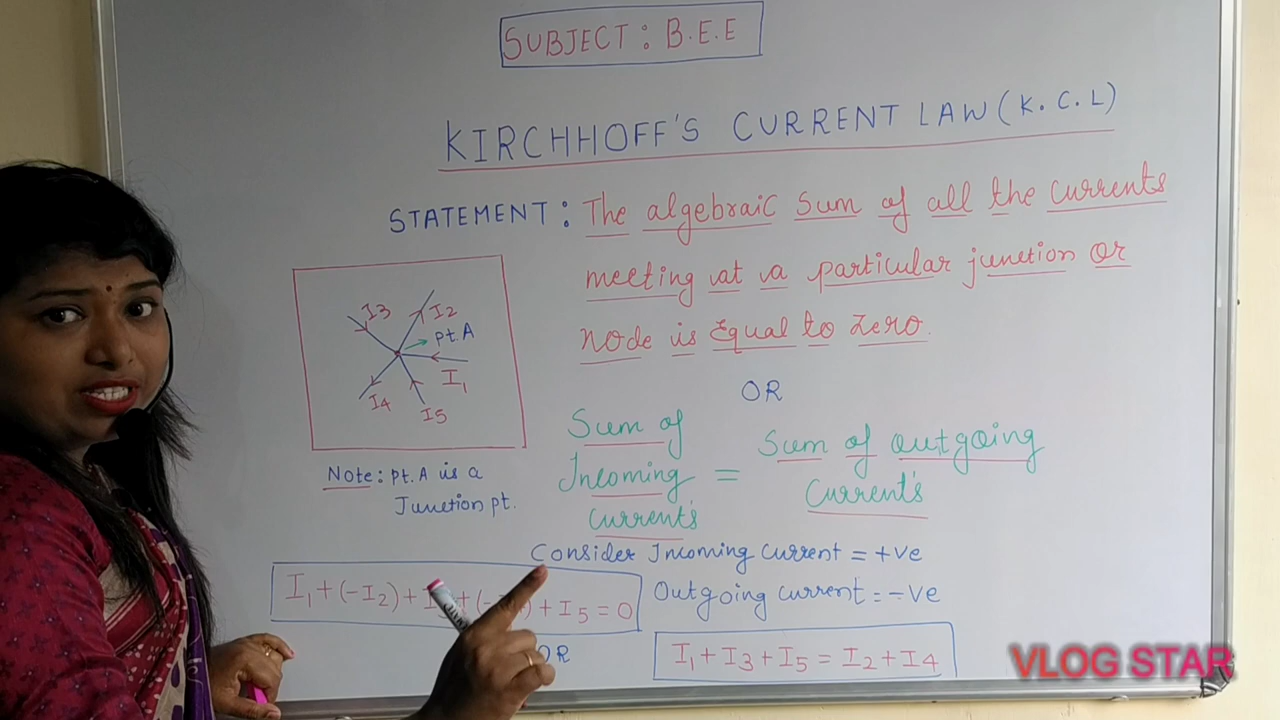 SUBJECT: B.E.E
KIRCHHOFF'S CURRENT LAW (K.C.L)
STATEMENT: The algebraic sum of all the currents
meeting at a particular junction or
node is Equal to Zero.
I3
I2
pt.A
I1
I4
I5
Note: pt.A is a
Junction pt.
OR
Sum of
Incoming
currents
=
Sum of outgoing
currents
Consider Incoming current = +ve
Outgoing current = -ve
I1 + (-I2) +
+ I5 = 0
OR
I1 + I3 + I5 = I2 + I4
VLOG STAR